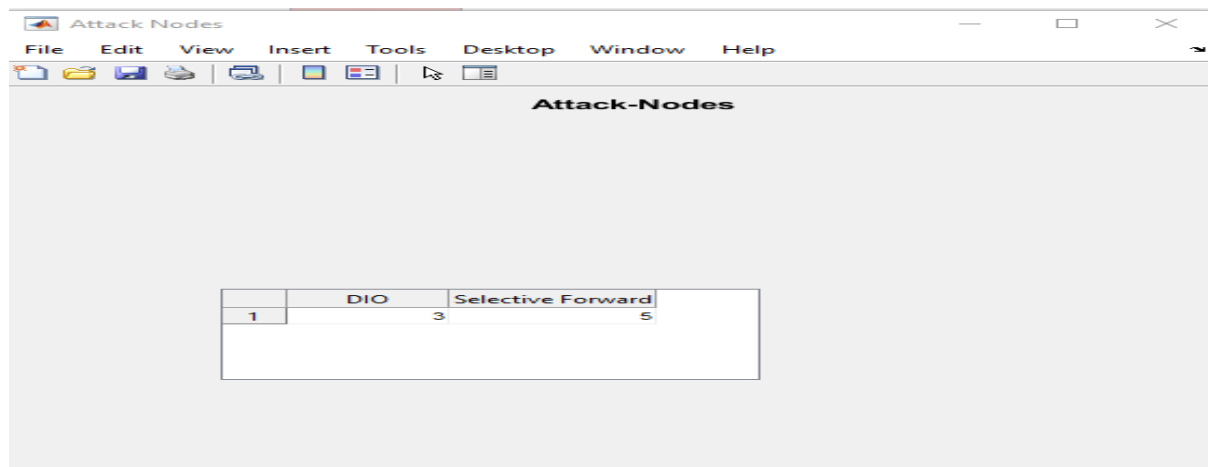 Attack Nodes
File Edit View Insert Tools Desktop Window Help
Attack-Nodes
DIO Selective Forward
1 3 5